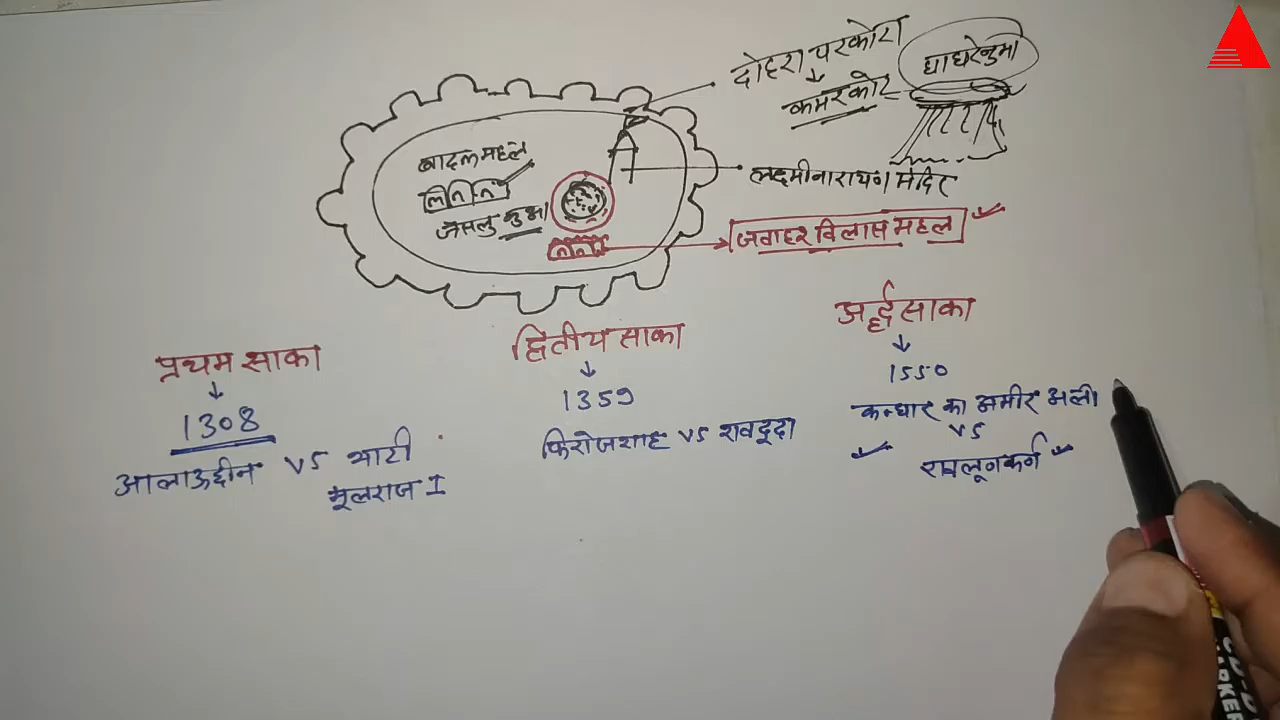 दोहरा परकोटा
कमरकोट
घाघरेनुमा
बादल महल
जैसलु कुआ
लक्ष्मीनारायण मंदिर
जवाहर विलास महल
प्रथम साका
1308
आलाऊद्दीन VS भाटी
मूलराज I
द्वितीय साका
1359
फिरोजशाह VS रावदूदा
अर्द्ध साका
1550
कन्धार का अमीर अली
VS
रावलूणकर्ण